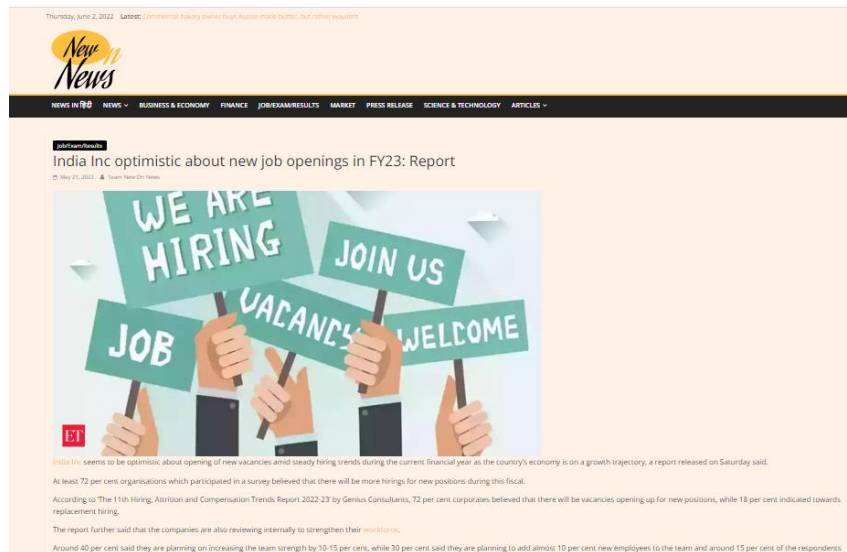 Thursday, June 2, 2022 Latest: Commercial bakery owner buys Aussie-made butter, but rather wouldn't
New n
News
NEWS IN हिंदी NEWS BUSINESS & ECONOMY FINANCE JOB/EXAM/RESULTS MARKET PRESS RELEASE SCIENCE & TECHNOLOGY ARTICLES
Job/Exam/Results
India Inc optimistic about new job openings in FY23: Report
May 21, 2022 Team New On News
WE ARE
HIRING
JOIN US
VACANCY
WELCOME
JOB
ET
India Inc seems to be optimistic about opening of new vacancies amid steady hiring trends during the current financial year as the country's economy is on a growth trajectory, a report released on Saturday said.
At least 72 per cent organisations which participated in a survey believed that there will be more hirings for new positions during this fiscal.
According to 'The 11th Hiring, Attrition and Compensation Trends Report 2022-23' by Genius Consultants, 72 per cent corporates believed that there will be vacancies opening up for new positions, while 18 per cent indicated towards
replacement hiring.
The report further said that the companies are also reviewing internally to strengthen their workforce.
Around 40 per cent said they are planning on increasing the team strength by 10-15 per cent, while 30 per cent said they are planning to add almost 10 per cent new employees to the team and around 15 per cent of the respondents